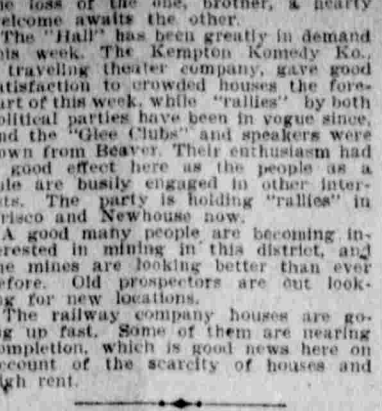 loss of the one, brother, a hearty
elcome awaits the other.
The "Hall" has been greatly in demand
his week. The Kempton Komedy Ko.,
traveling theater company, gave good
atisfaction to crowded houses the fore-
art of this week, while "rallies" by both
olitical parties have been in vogue since,
nd the "Glee Clubs" and speakers were
own from Beaver. Their enthusiasm had
good effect here as the people as a
ule are busily engaged in other inter-
sts. The party is holding "rallies" in
risco and Newhouse now.
A good many people are becoming in-
erested in mining in this district, and
he mines are looking better than ever
efore. Old prospectors are out look-
ng for new locations.
The railway company houses are go-
ng up fast. Some of them are nearing
ompletion, which is good news here on
ccount of the scarcity of houses and
igh rent.